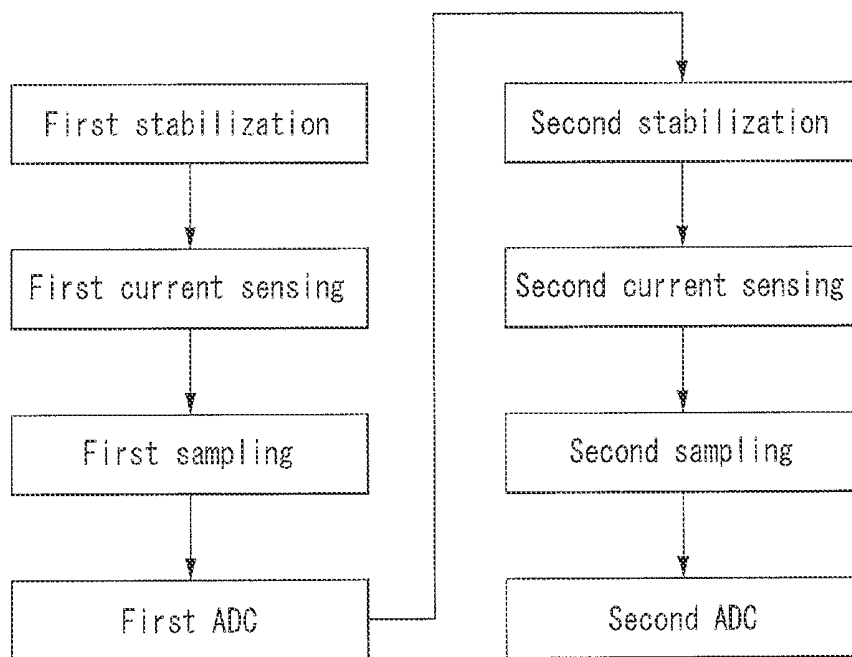 First stabilization
First current sensing
First sampling
First ADC
Second stabilization
Second current sensing
Second sampling
Second ADC